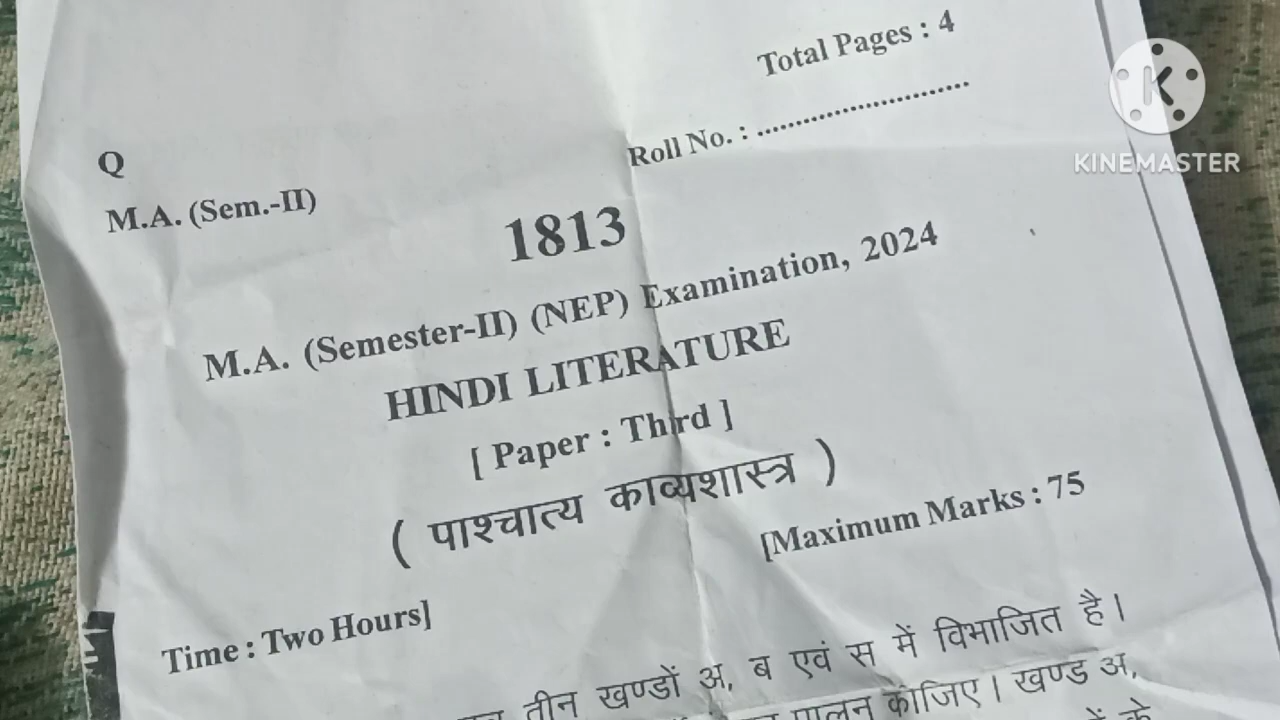 Total Pages : 4
Roll No. : ..............................
Q
M.A. (Sem.-II)
1813
M.A. (Semester-II) (NEP) Examination, 2024
HINDI LITERATURE
[ Paper : Third ]
( पाश्चात्य काव्यशास्त्र )
[Maximum Marks : 75
Time : Two Hours]
तीन खण्डों अ, ब एवं स में विभाजित है।
पालन कीजिए। खण्ड अ,
के
K
KINEMASTER